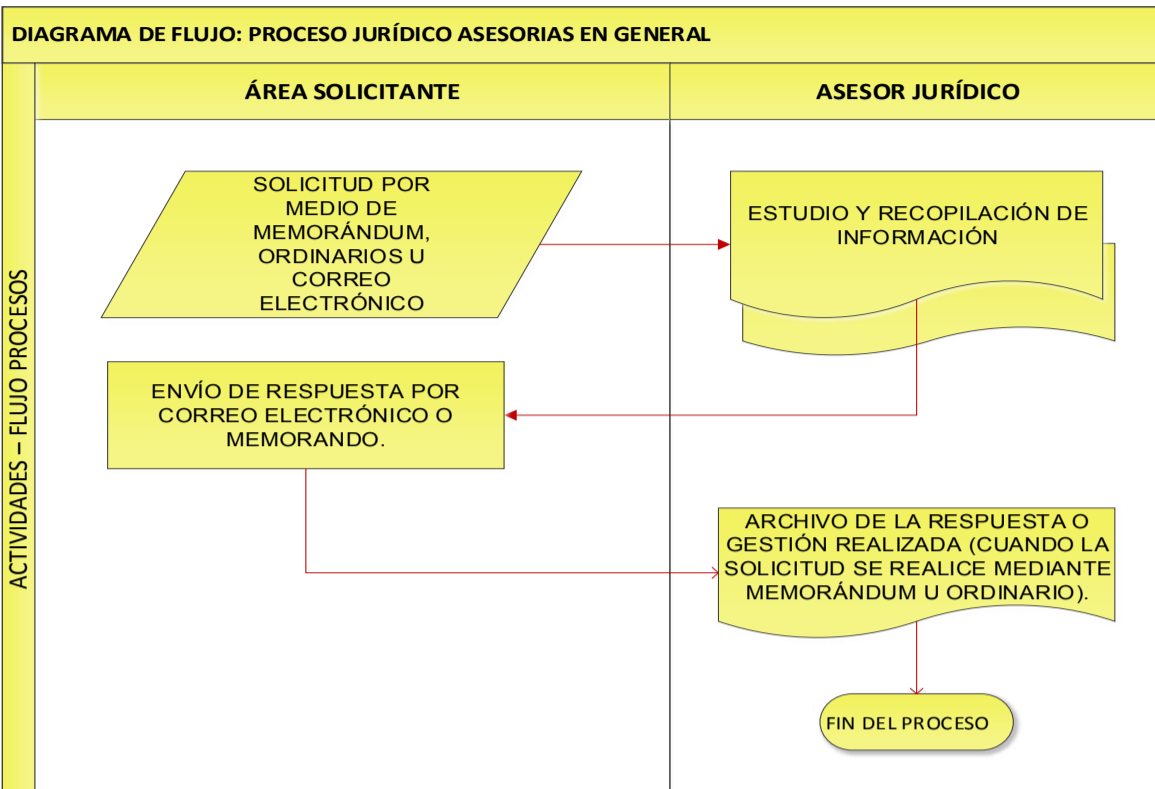 DIAGRAMA DE FLUJO: PROCESO JURÍDICO ASESORIAS EN GENERAL
ACTIVIDADES – FLUJO PROCESOS
ÁREA SOLICITANTE
ASESOR JURÍDICO
SOLICITUD POR
MEDIO DE
MEMORÁNDUM,
ORDINARIOS U
CORREO
ELECTRÓNICO
ESTUDIO Y RECOPILACIÓN DE
INFORMACIÓN
ENVÍO DE RESPUESTA POR
CORREO ELECTRÓNICO O
MEMORANDO.
ARCHIVO DE LA RESPUESTA O
GESTIÓN REALIZADA (CUANDO LA
SOLICITUD SE REALICE MEDIANTE
MEMORÁNDUM U ORDINARIO).
FIN DEL PROCESO